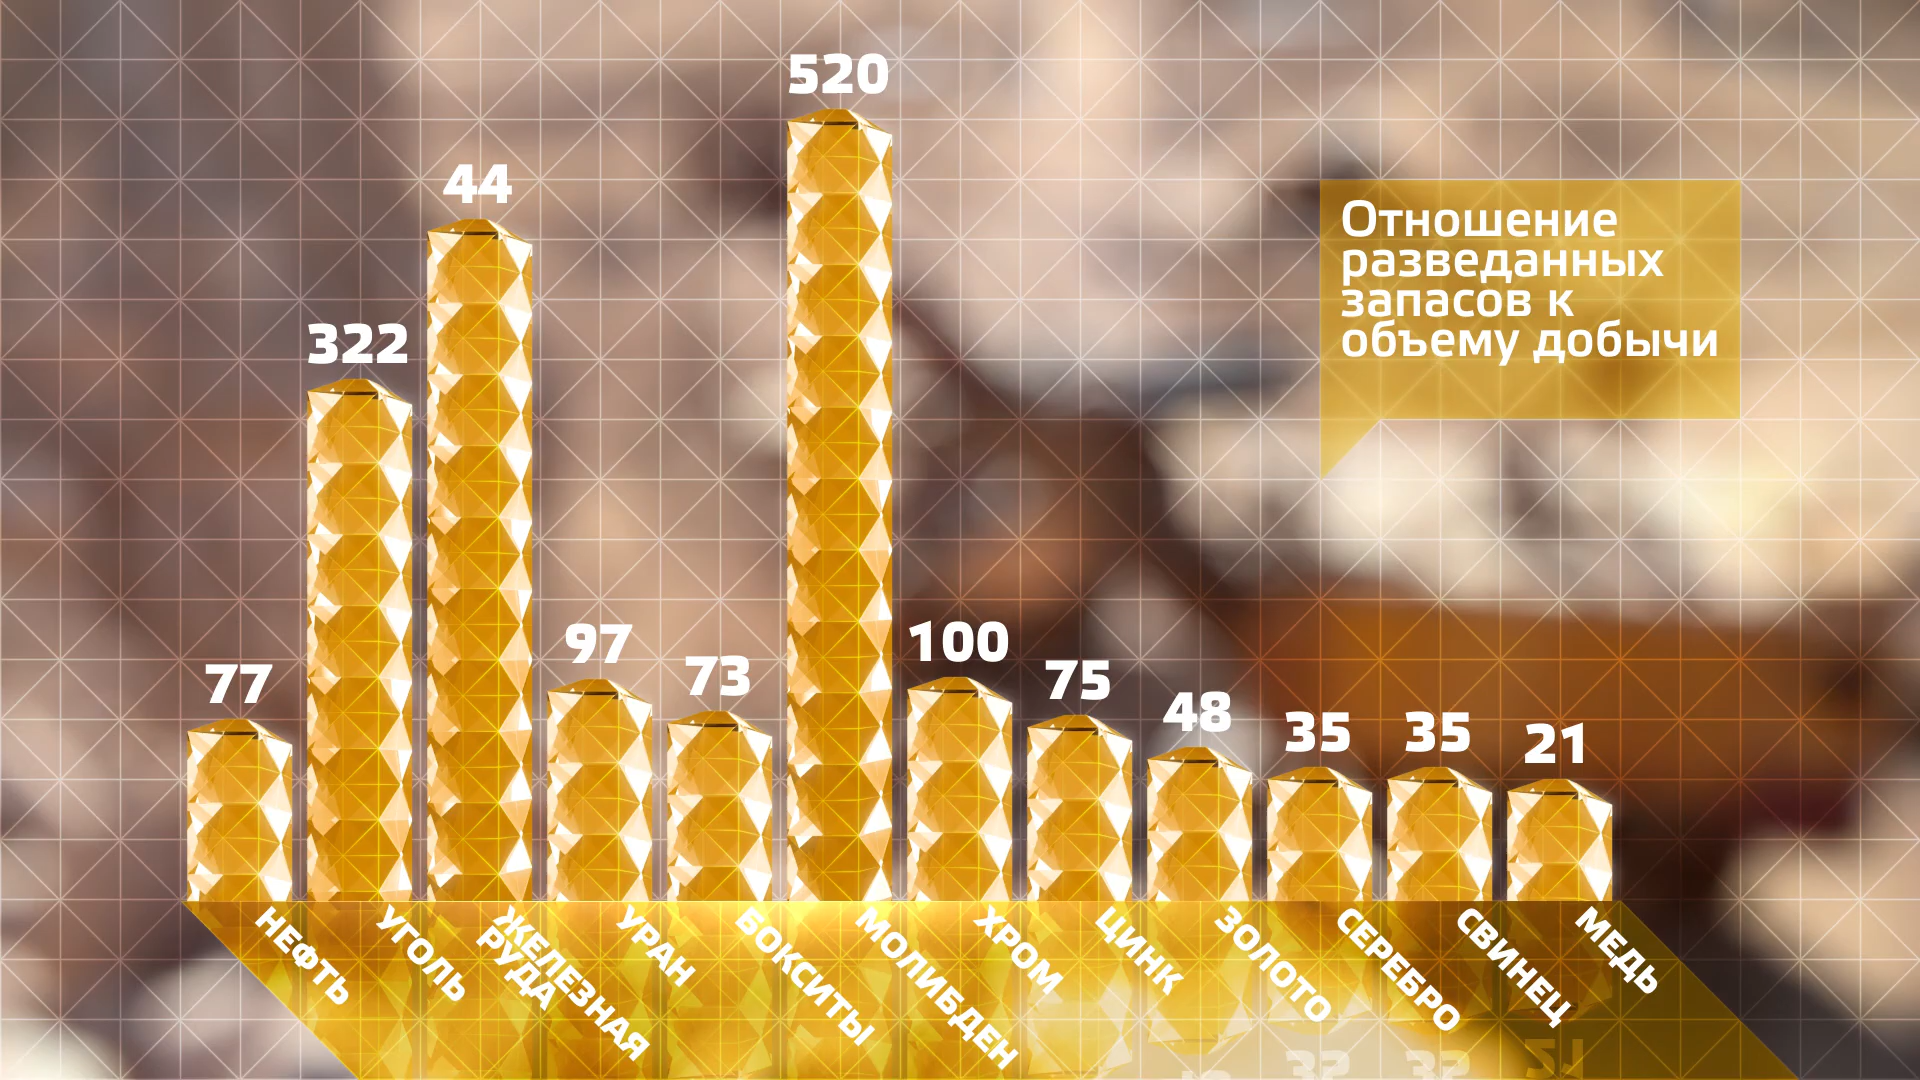 520
44
Отношение
разведанных
запасов к
объему добычи
322
77
97
73
100
75
48
35
35
21
НЕФТЬ
УГОЛЬ
ЖЕЛЕЗНАЯ
РУДА
УРАН
БОКСИТЫ
МОЛИБДЕН
ХРОМ
ЦИНК
ЗОЛОТО
СЕРЕБРО
СВИНЕЦ
МЕДЬ